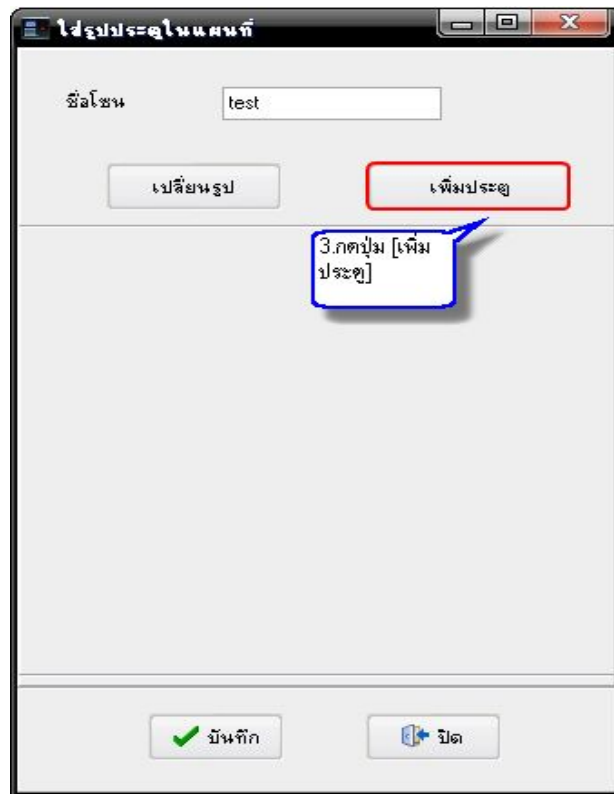 ใส่รูปประตูในแผนที่
ชื่อโซน test
เปลี่ยนรูป เพิ่มประตู
3.กดปุ่ม [เพิ่ม
ประตู]
บันทึก ปิด